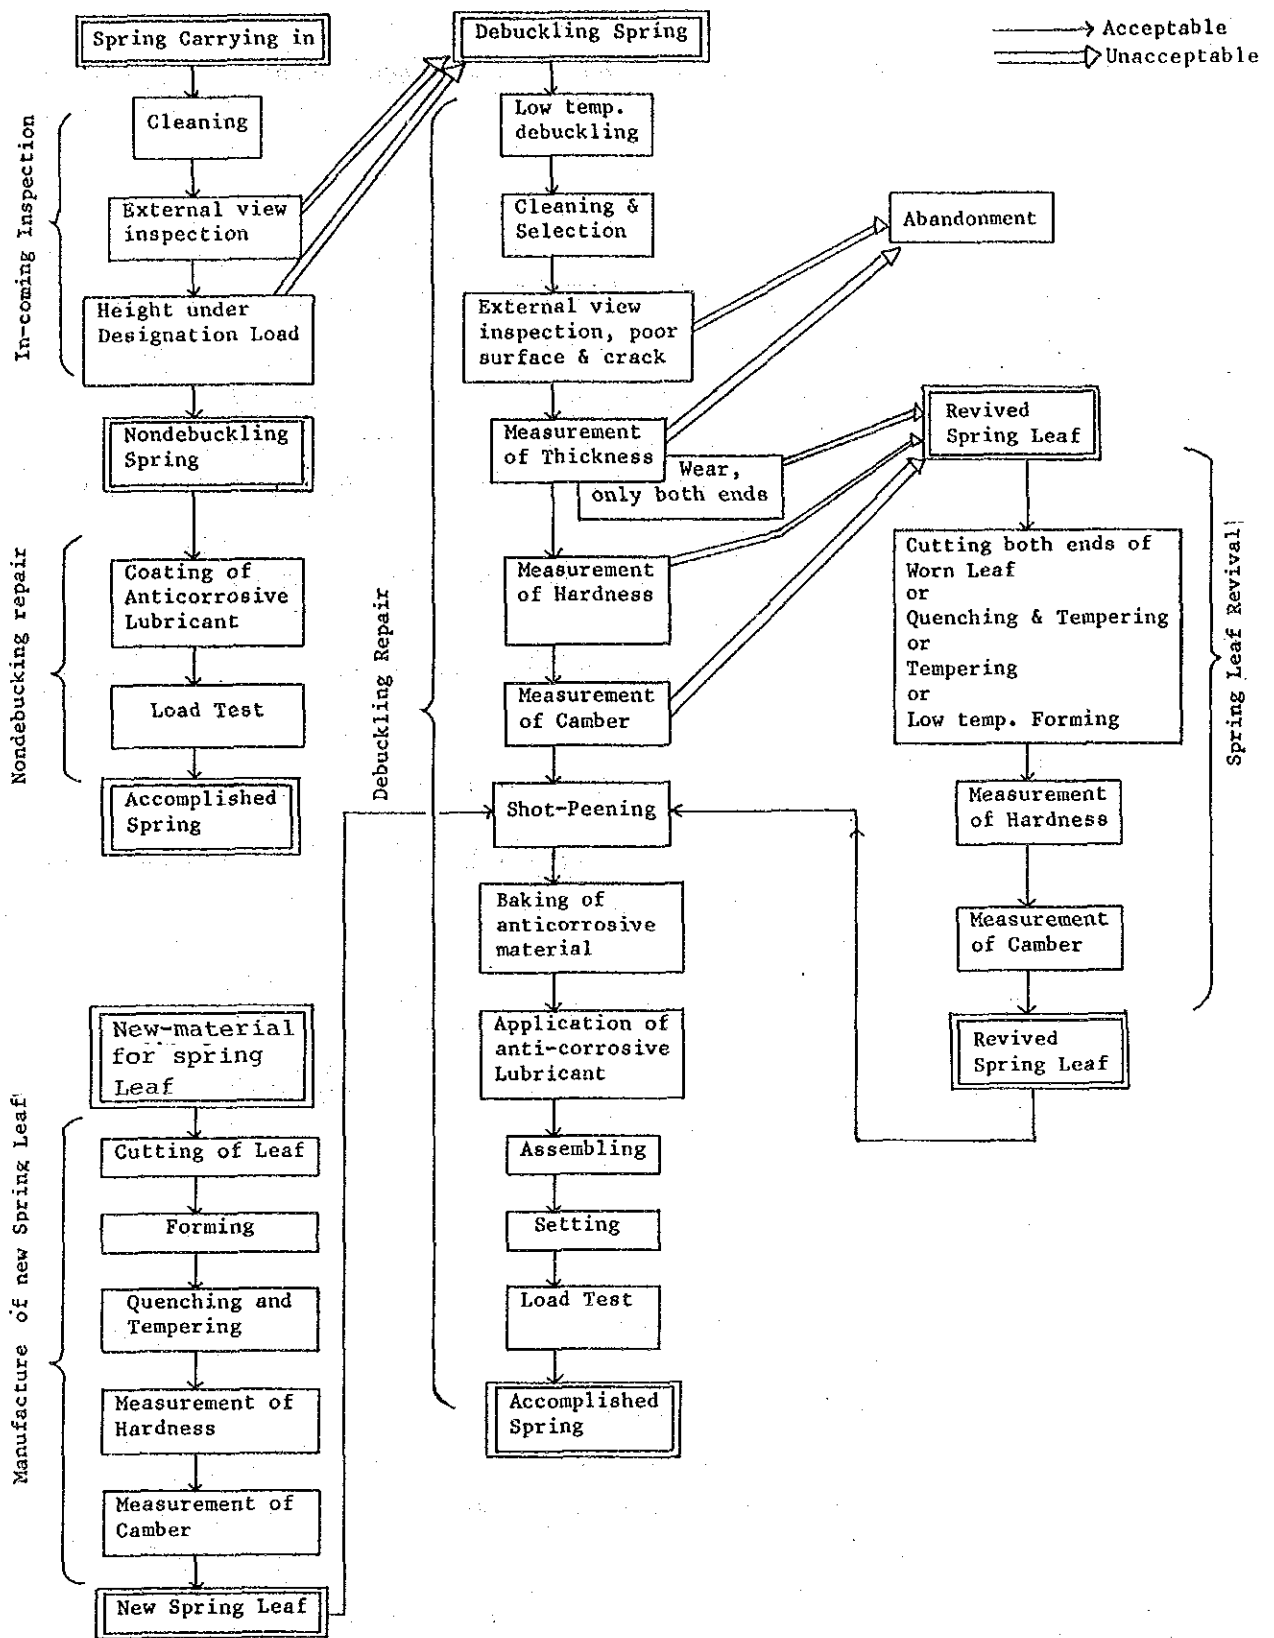 Spring Carrying in
Cleaning
External view
inspection
Height under
Designation Load
In-coming Inspection
Nondebuckling
Spring
Coating of
Anticorrosive
Lubricant
Load Test
Accomplished
Spring
Nondebucking repair
New-material
for spring
Leaf
Cutting of Leaf
Forming
Quenching and
Tempering
Measurement of
Hardness
Measurement of
Camber
New Spring Leaf
Manufacture of new Spring Leaf
Debuckling Spring
Low temp.
debuckling
Cleaning &
Selection
External view
inspection, poor
surface & crack
Measurement
of Thickness
Wear,
only both ends
Measurement
of Hardness
Measurement
of Camber
Shot-Peening
Baking of
anticorrosive
material
Application of
anti-corrosive
Lubricant
Assembling
Setting
Load Test
Accomplished
Spring
Debuckling Repair
Acceptable
Unacceptable
Abandonment
Revived
Spring Leaf
Cutting both ends of
Worn Leaf
or
Quenching & Tempering
or
Tempering
or
Low temp. Forming
Measurement
of Hardness
Measurement
of Camber
Revived
Spring Leaf
Spring Leaf Revival